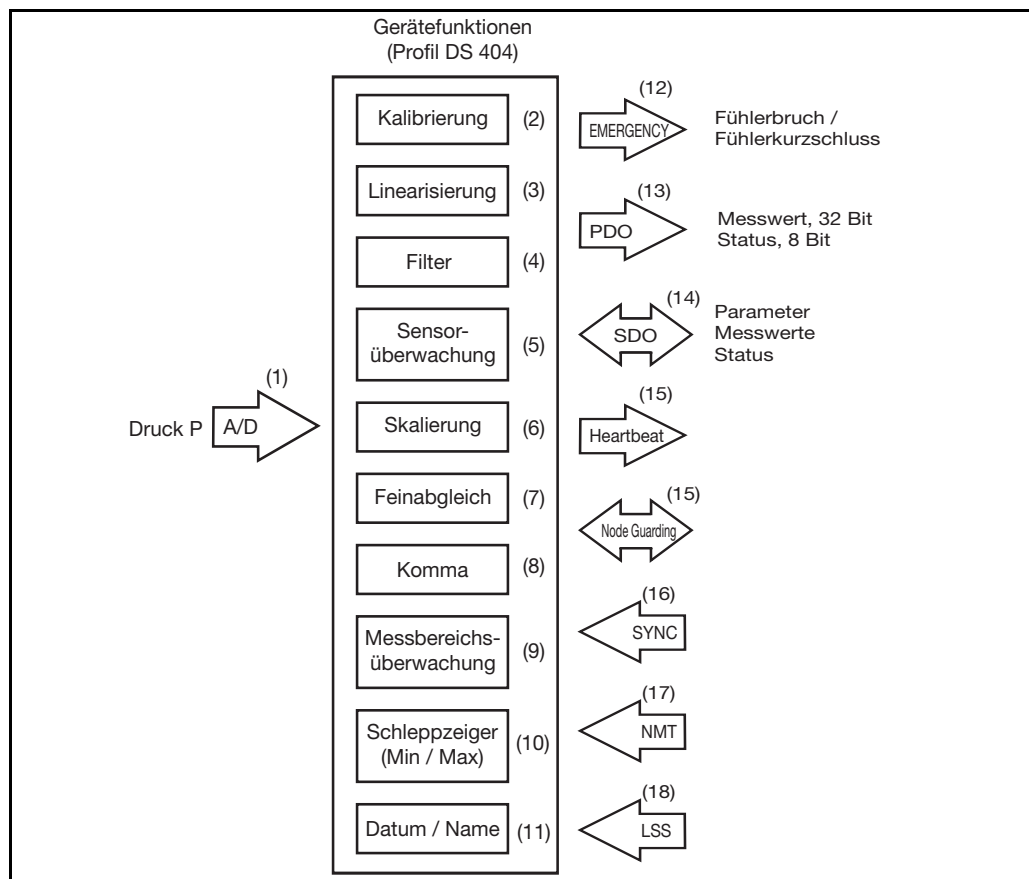 Gerätefunktionen
(Profil DS 404)
Kalibrierung (2)
Linearisierung (3)
Filter (4)
Sensor-
überwachung (5)
(1)
Druck P A/D
Skalierung (6)
Feinabgleich (7)
Komma (8)
Messbereichs-
überwachung (9)
Schleppzeiger
(Min / Max) (10)
Datum / Name (11)
(12)
EMERGENCY
Fühlerbruch /
Fühlerkurzschluss
(13)
PDO
Messwert, 32 Bit
Status, 8 Bit
(14)
SDO
Parameter
Messwerte
Status
(15)
Heartbeat
(15)
Node Guarding
(16)
SYNC
(17)
NMT
(18)
LSS